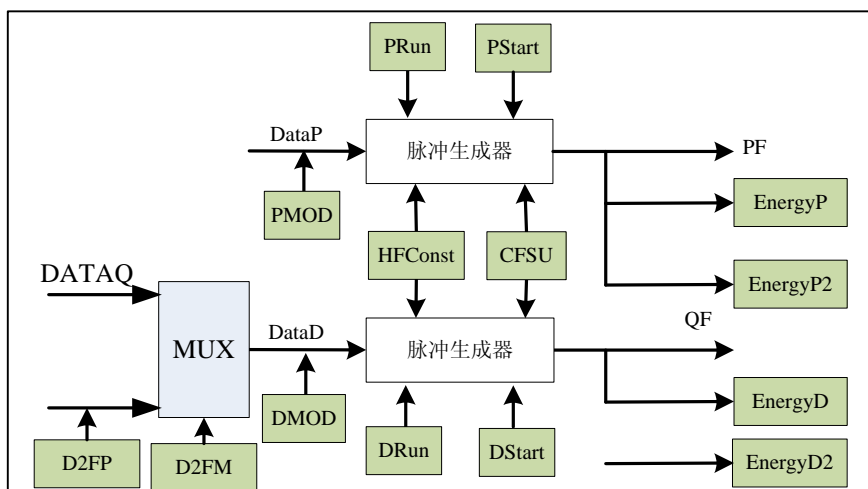 PRun
PStart
DataP
脉冲生成器
PF
PMOD
EnergyP
HFConst
CFSU
DATAQ
EnergyP2
MUX
DataD
脉冲生成器
QF
DMOD
EnergyD
D2FP
D2FM
DRun
DStart
EnergyD2